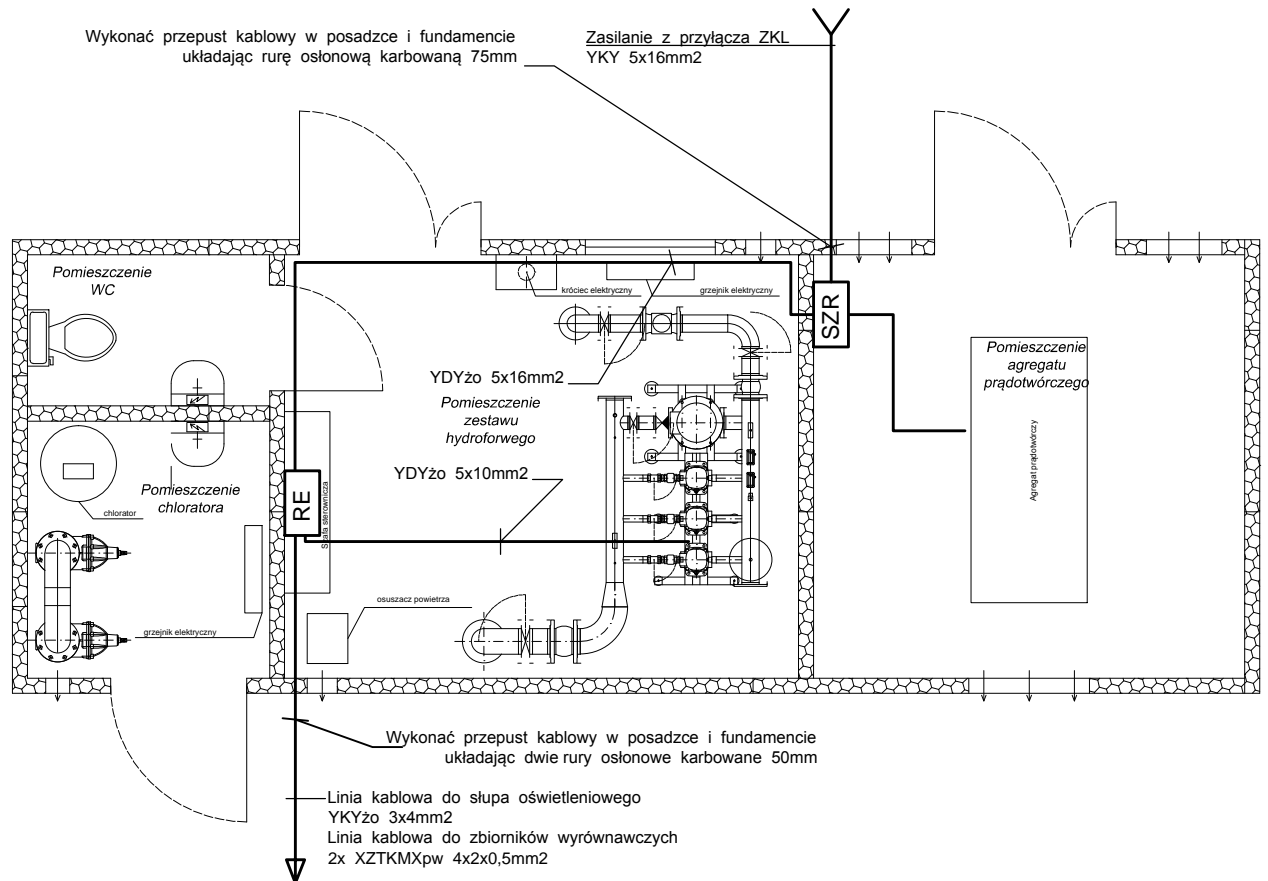 Wykonać przepust kablowy w posadzce i fundamencie
układając rurę osłonową karbowaną 75mm
Zasilanie z przyłącza ZKL
YKY 5x16mm2
Pomieszczenie
WC
króciec elektryczny
grzejnik elektryczny
SZR
Pomieszczenie
agregatu
prądotwórczego
Agregat prądotwórczy
YDYżo 5x16mm2
Pomieszczenie
zestawu
hydroforwego
YDYżo 5x10mm2
Pomieszczenie
chloratora
chlorator
RE
Szafa sterownicza
osuszacz powietrza
grzejnik elektryczny
Wykonać przepust kablowy w posadzce i fundamencie
układając dwie rury osłonowe karbowane 50mm
Linia kablowa do słupa oświetleniowego
YKYżo 3x4mm2
Linia kablowa do zbiorników wyrównawczych
2x XZTKMXpw 4x2x0,5mm2